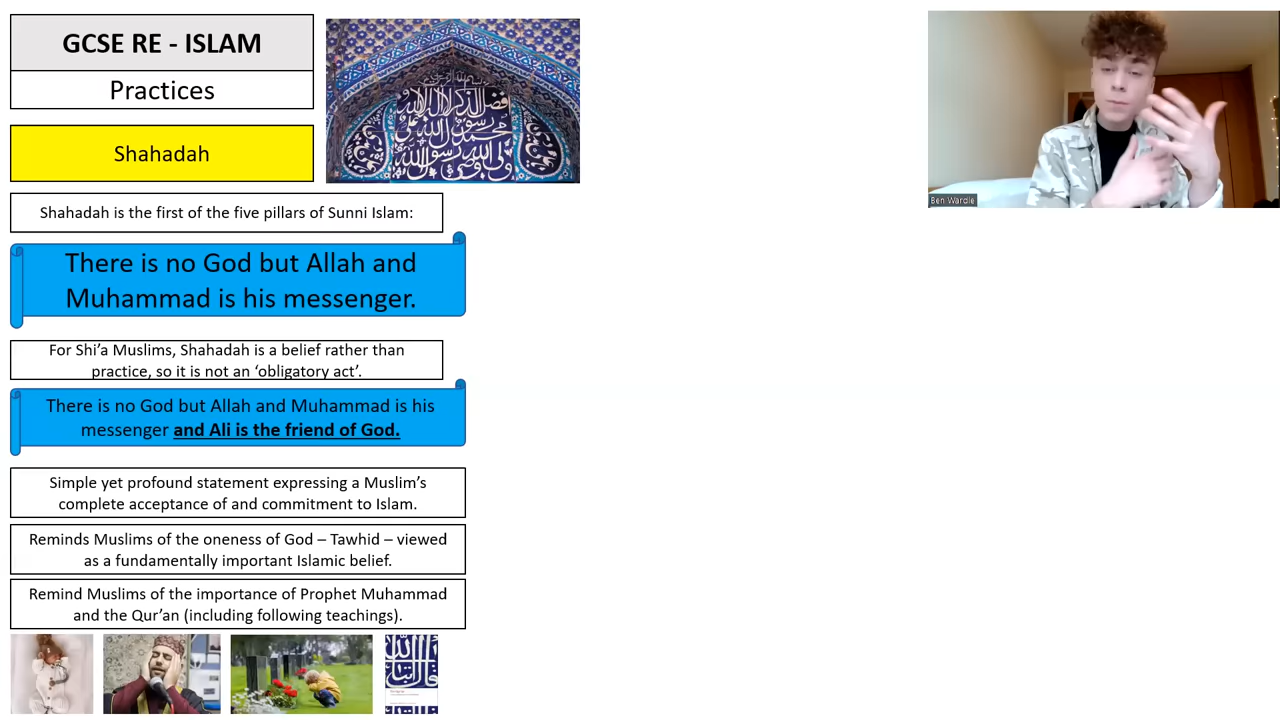 GCSE RE - ISLAM
Practices
Shahadah
Shahadah is the first of the five pillars of Sunni Islam:
There is no God but Allah and
Muhammad is his messenger.
For Shi'a Muslims, Shahadah is a belief rather than
practice, so it is not an 'obligatory act'.
There is no God but Allah and Muhammad is his
messenger and Ali is the friend of God.
Simple yet profound statement expressing a Muslim's
complete acceptance of and commitment to Islam.
Reminds Muslims of the oneness of God – Tawhid – viewed
as a fundamentally important Islamic belief.
Remind Muslims of the importance of Prophet Muhammad
and the Qur'an (including following teachings).
Ben Wardle